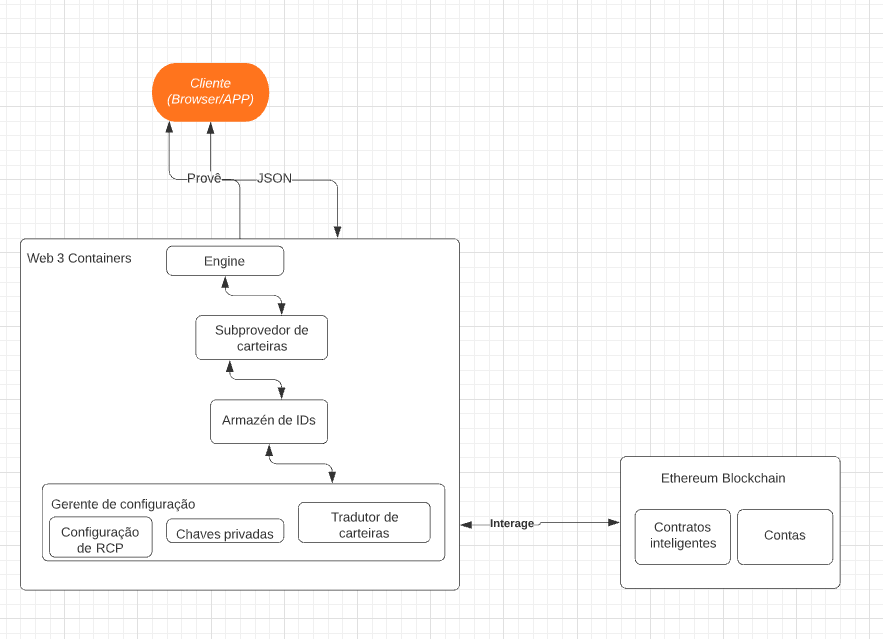 Cliente
(Browser/APP)
Provê
JSON
Web 3 Containers
Engine
Subprovedor de
carteiras
Armazén de IDs
Gerente de configuração
Configuração
de RCP
Chaves privadas
Tradutor de
carteiras
Interage
Ethereum Blockchain
Contratos
inteligentes
Contas